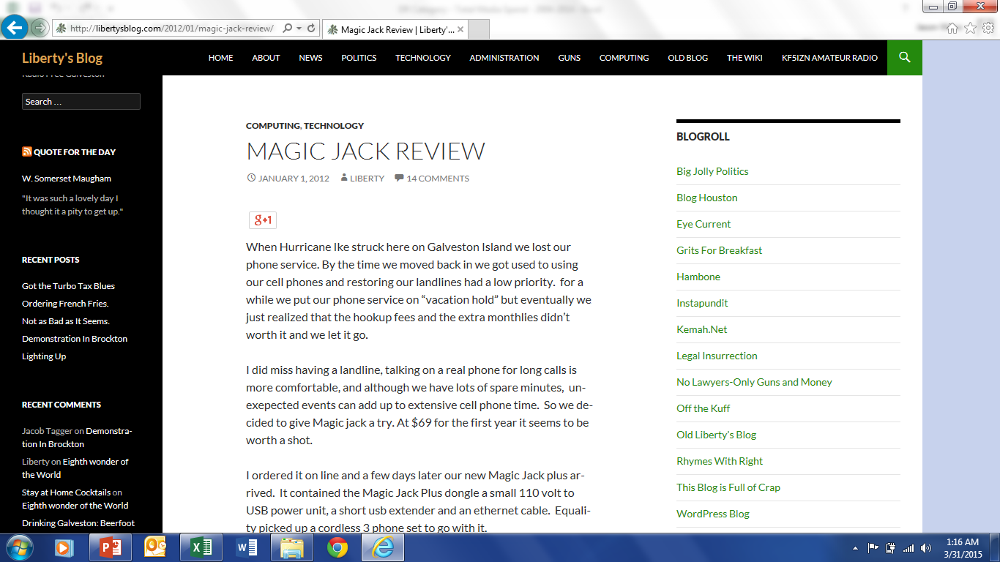 http://libertysblog.com/2012/01/magic-jack-review/
Magic Jack Review | Liberty'...
Liberty's Blog
HOME
ABOUT
NEWS
POLITICS
TECHNOLOGY
ADMINISTRATION
GUNS
COMPUTING
OLD BLOG
THE WIKI
KF5IZN AMATEUR RADIO
Radio Free Galveston
Search ...
QUOTE FOR THE DAY
W. Somerset Maugham
"It was such a lovely day I
thought it a pity to get up."
RECENT POSTS
Got the Turbo Tax Blues
Ordering French Fries.
Not as Bad as It Seems.
Demonstration In Brockton
Lighting Up
RECENT COMMENTS
Jacob Tagger on Demonstra-
tion In Brockton
Liberty on Eighth wonder of
the World
Stay at Home Cocktails on
Eighth wonder of the World
Drinking Galveston: Beerfoot
COMPUTING, TECHNOLOGY
MAGIC JACK REVIEW
JANUARY 1, 2012 LIBERTY 14 COMMENTS
g+1
When Hurricane Ike struck here on Galveston Island we lost our
phone service. By the time we moved back in we got used to using
our cell phones and restoring our landlines had a low priority.  for a
while we put our phone service on “vacation hold” but eventually we
just realized that the hookup fees and the extra monthlies didn’t
worth it and we let it go.
I did miss having a landline, talking on a real phone for long calls is
more comfortable, and although we have lots of spare minutes,  un-
exepected events can add up to extensive cell phone time.  So we de-
cided to give Magic jack a try. At $69 for the first year it seems to be
worth a shot.
I ordered it on line and a few days later our new Magic Jack plus ar-
rived.  It contained the Magic Jack Plus dongle a small 110 volt to
USB power unit, a short usb extender and an ethernet cable.  Equali-
ty picked up a cordless 3 phone set to go with it.
BLOGROLL
Big Jolly Politics
Blog Houston
Eye Current
Grits For Breakfast
Hambone
Instapundit
Kemah.Net
Legal Insurrection
No Lawyers-Only Guns and Money
Off the Kuff
Old Liberty's Blog
Rhymes With Right
This Blog is Full of Crap
WordPress Blog
1:16 AM
3/31/2015